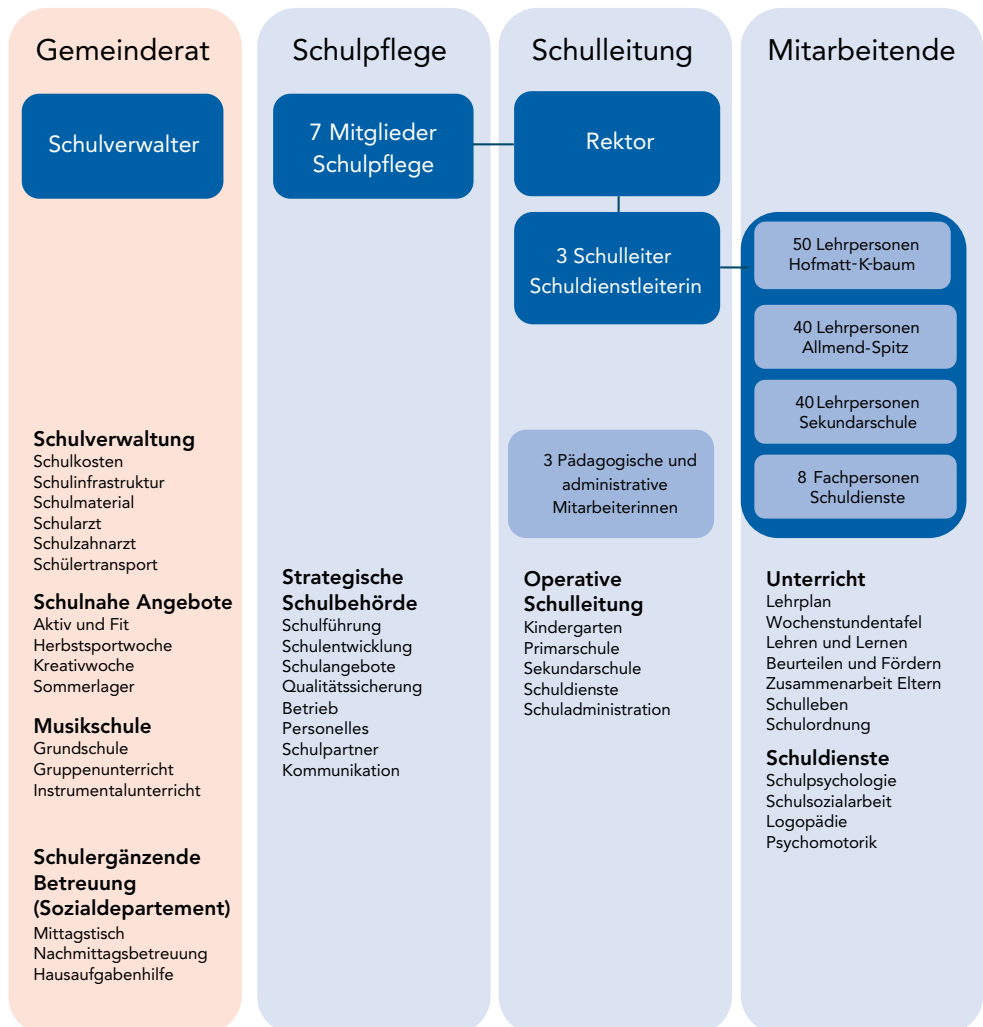 Gemeinderat
Schulverwalter
Schulverwaltung
Schulkosten
Schulinfrastruktur
Schulmaterial
Schularzt
Schulzahnarzt
Schülertransport
Schulnahe Angebote
Aktiv und Fit
Herbstsportwoche
Kreativwoche
Sommerlager
Musikschule
Grundschule
Gruppenunterricht
Instrumentalunterricht
Schulergänzende
Betreuung
(Sozialdepartement)
Mittagstisch
Nachmittagsbetreuung
Hausaufgabenhilfe
Schulpflege
7 Mitglieder
Schulpflege
Strategische
Schulbehörde
Schulführung
Schulentwicklung
Schulangebote
Qualitätssicherung
Betrieb
Personelles
Schulpartner
Kommunikation
Schulleitung
Rektor
3 Schulleiter
Schuldienstleiterin
3 Pädagogische und
administrative
Mitarbeiterinnen
Operative
Schulleitung
Kindergarten
Primarschule
Sekundarschule
Schuldienste
Schuladministration
Mitarbeitende
50 Lehrpersonen
Hofmatt-K-baum
40 Lehrpersonen
Allmend-Spitz
40 Lehrpersonen
Sekundarschule
8 Fachpersonen
Schuldienste
Unterricht
Lehrplan
Wochenstundentafel
Lehren und Lernen
Beurteilen und Fördern
Zusammenarbeit Eltern
Schulleben
Schulordnung
Schuldienste
Schulpsychologie
Schulsozialarbeit
Logopädie
Psychomotorik